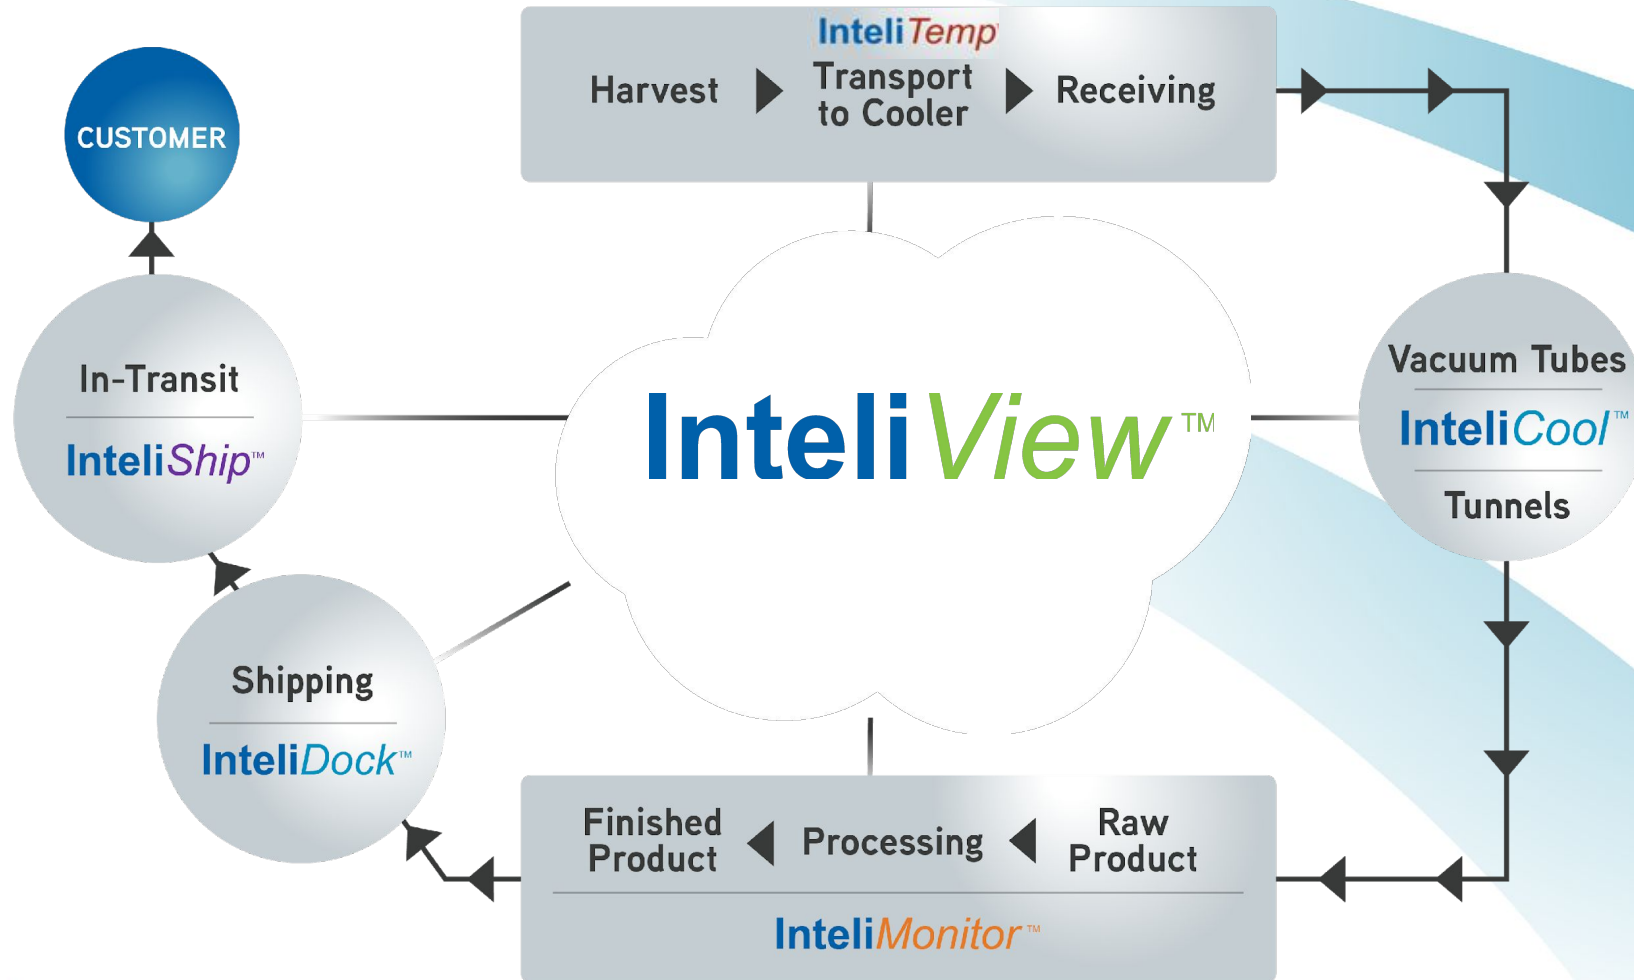 InteliTemp
Harvest
Transport
to Cooler
Receiving
CUSTOMER
In-Transit
InteliShip™
InteliView™
Vacuum Tubes
InteliCool™
Tunnels
Shipping
InteliDock™
Finished
Product
Processing
Raw
Product
InteliMonitor™